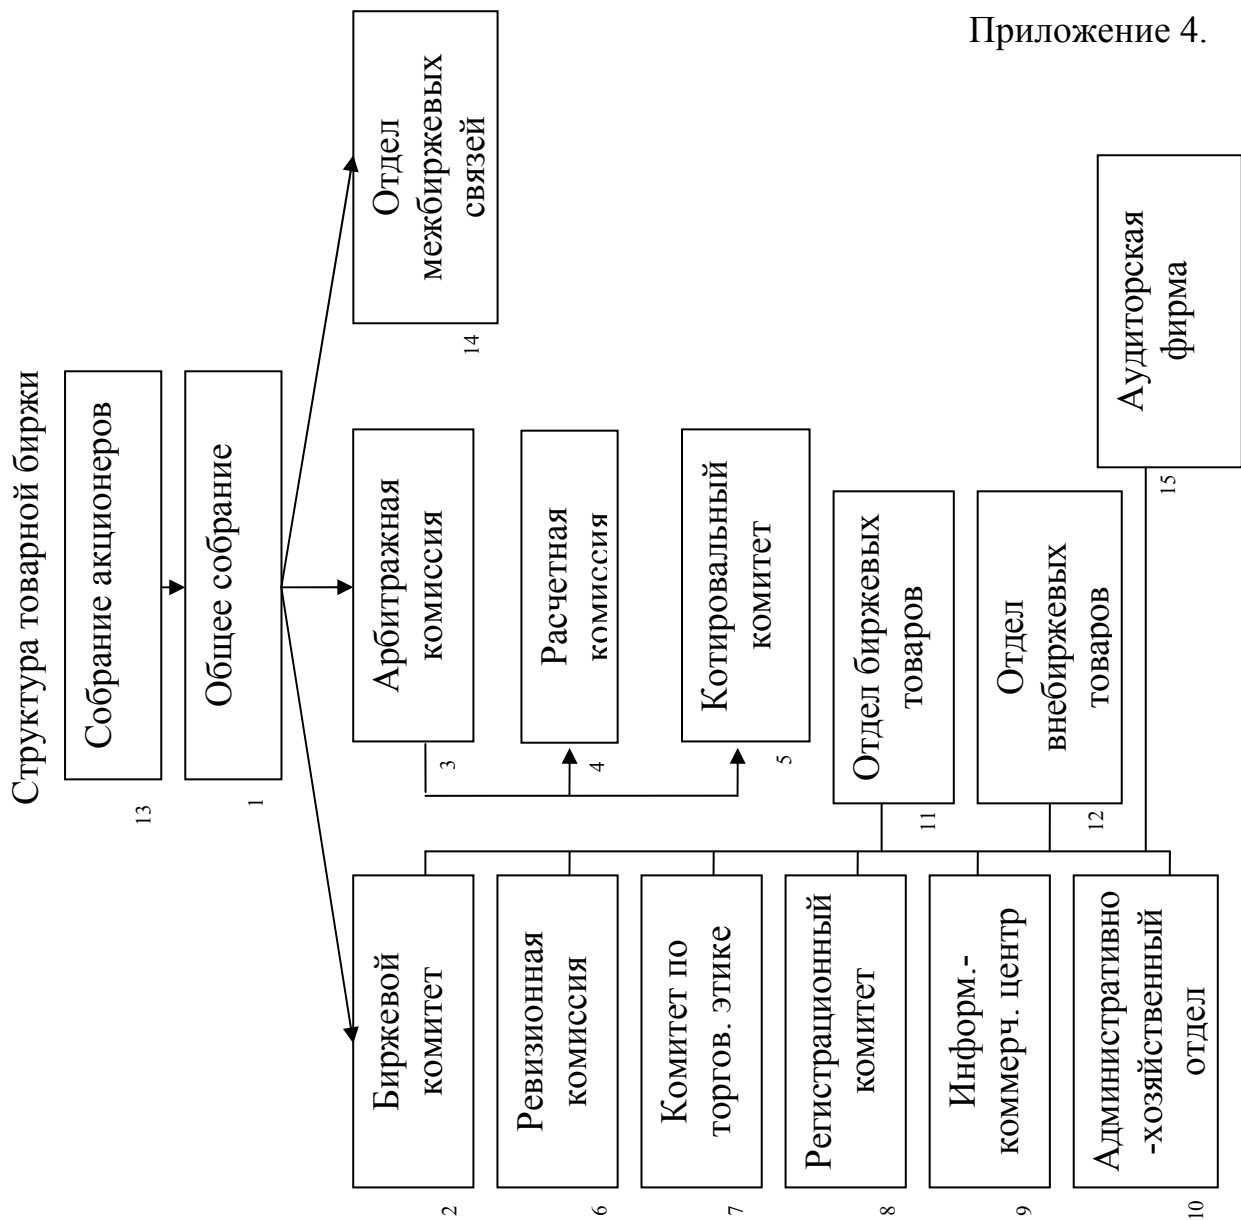 Приложение 4.
Структура товарной биржи
Собрание акционеров
13
Общее собрание
1
Биржевой
комитет
2
Арбитражная
комиссия
3
Отдел
межбиржевых
связей
14
Ревизионная
комиссия
6
Расчетная
комиссия
4
Комитет по
торгов. этике
7
Котировальный
комитет
5
Регистрационный
комитет
8
Отдел биржевых
товаров
11
Информ.-
коммерч. центр
9
Отдел
внебиржевых
товаров
12
Административно
-хозяйственный
отдел
10
Аудиторская
фирма
15